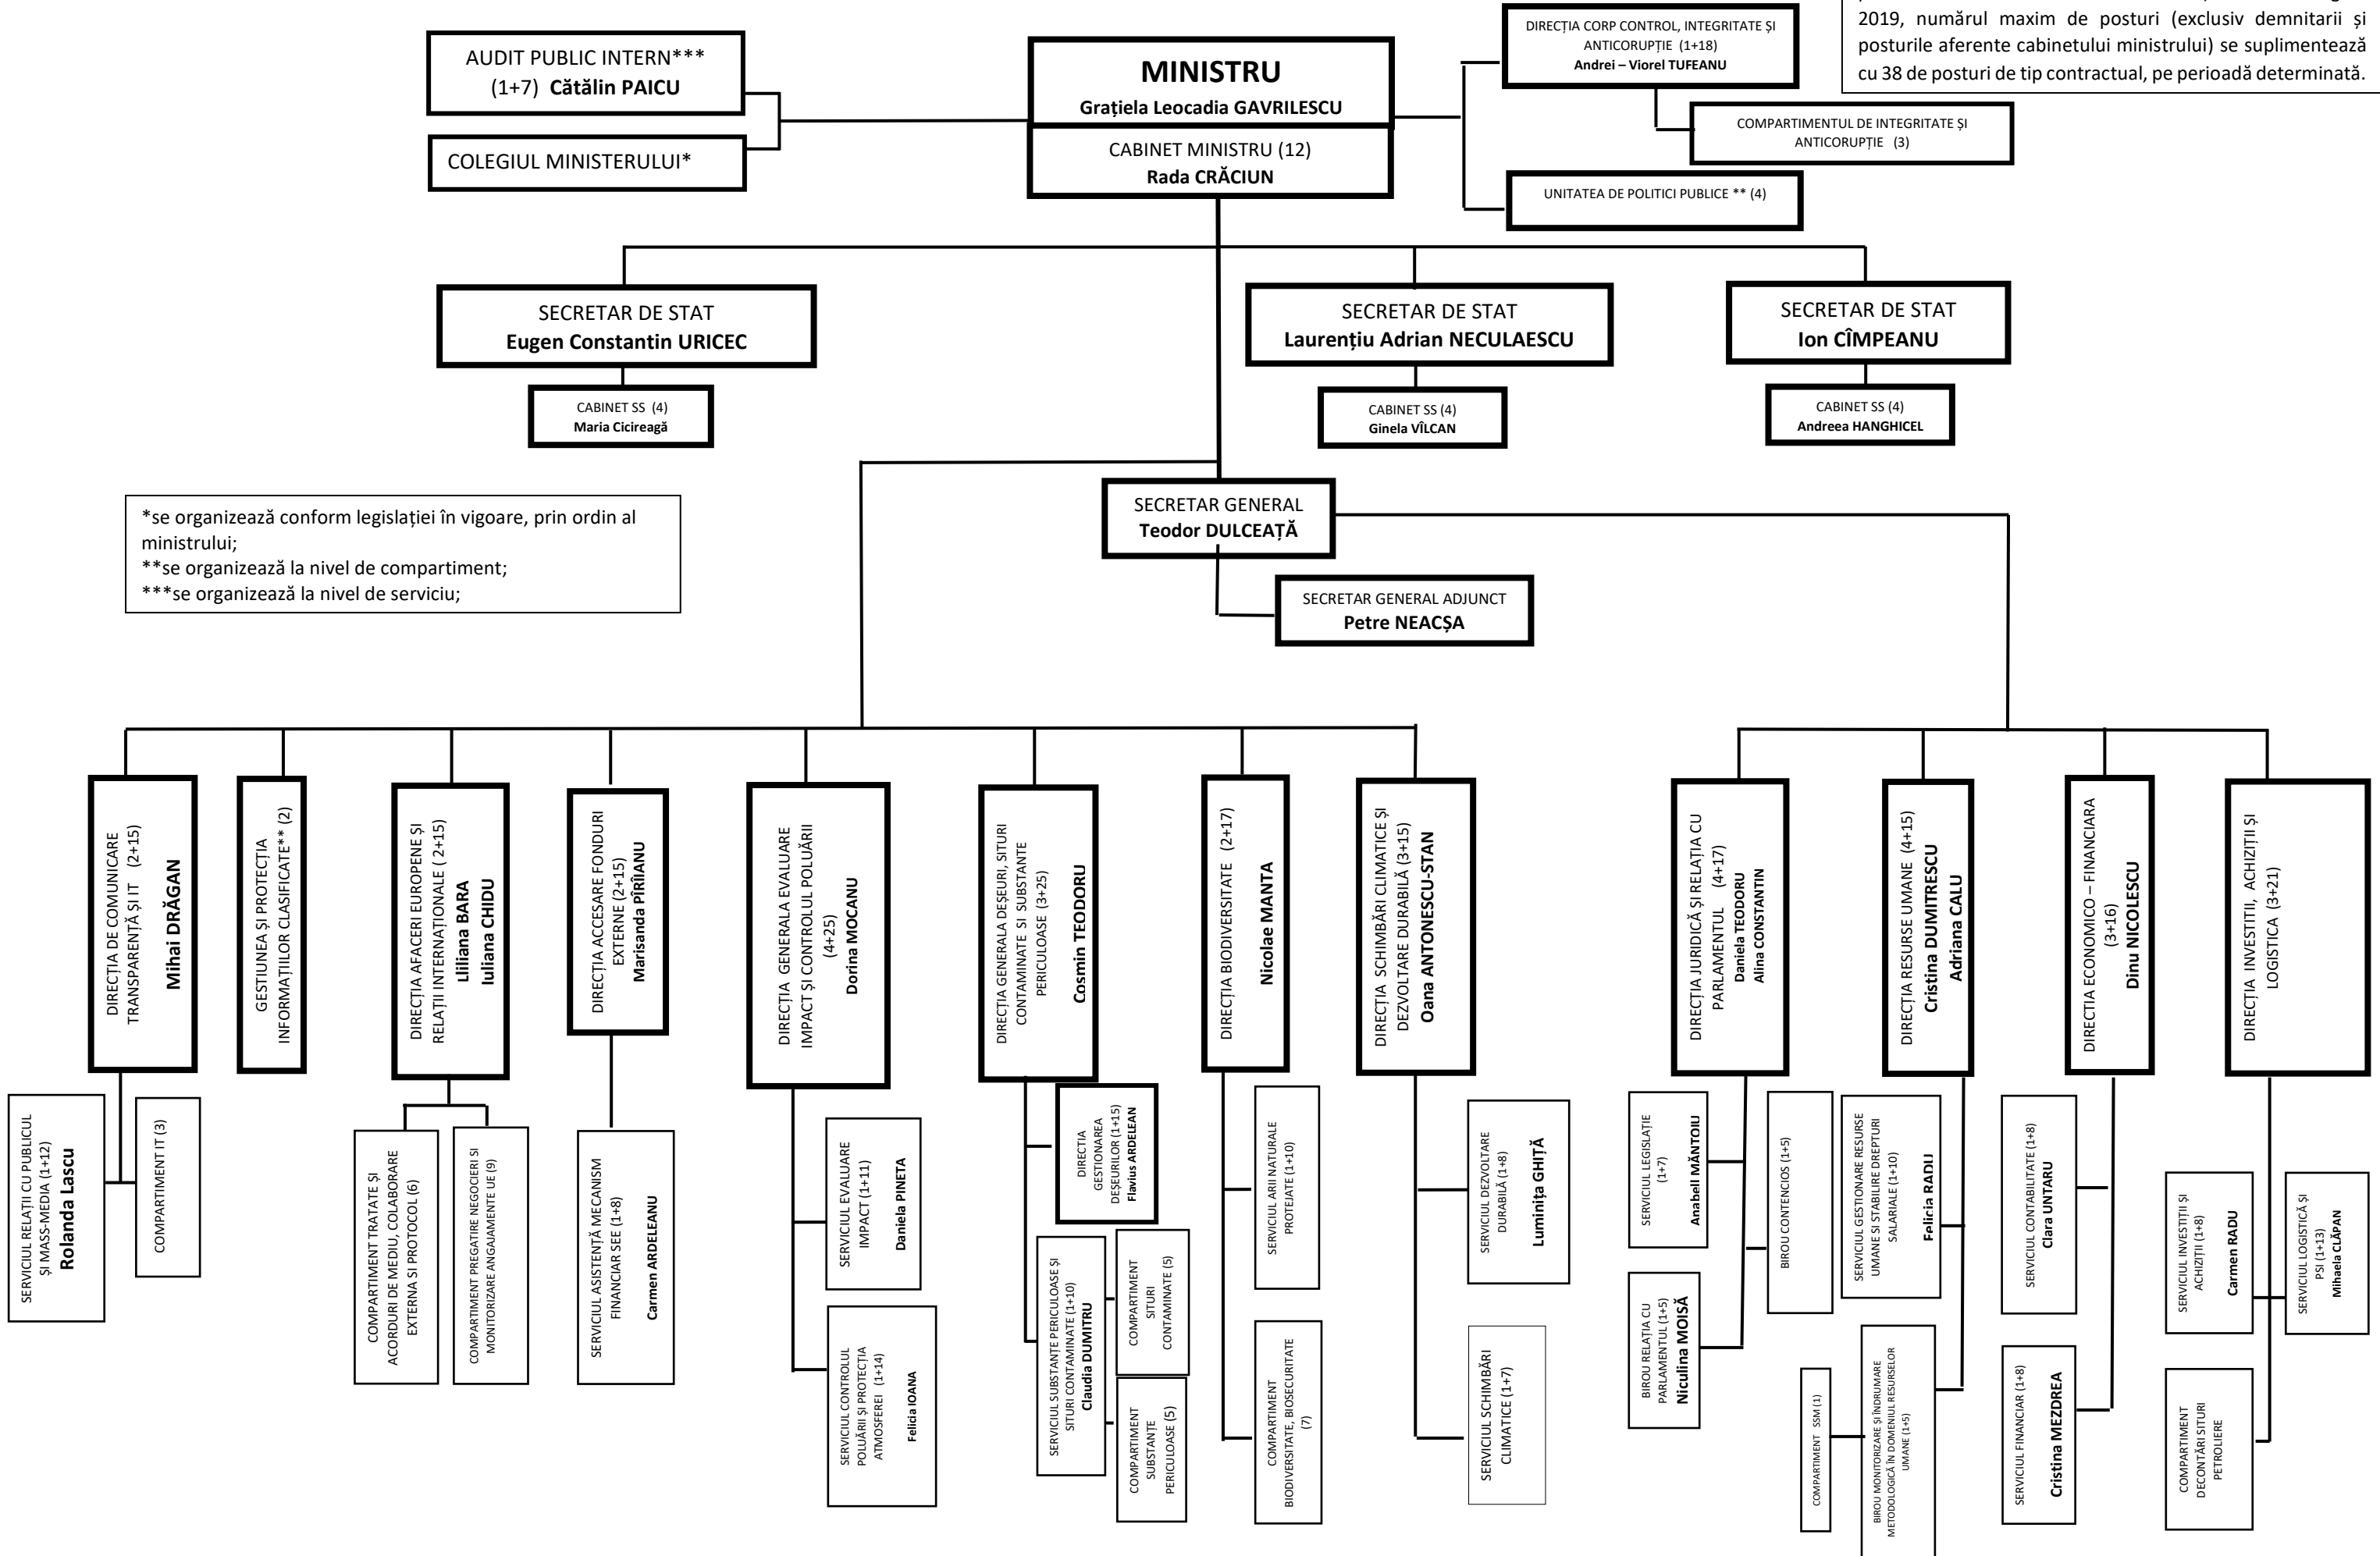 2019, numărul maxim de posturi (exclusiv demnitarii și
posturile aferente cabinetului ministrului) se suplimentează
cu 38 de posturi de tip contractual, pe perioadă determinată.
AUDIT PUBLIC INTERN***
(1+7) Cătălin PAICU
COLEGIUL MINISTERULUI*
MINISTRU
Grațiela Leocadia GAVRILESCU
CABINET MINISTRU (12)
Rada CRĂCIUN
DIRECȚIA CORP CONTROL, INTEGRITATE ȘI
ANTICORUPȚIE (1+18)
Andrei – Viorel TUFEANU
COMPARTIMENTUL DE INTEGRITATE ȘI
ANTICORUPȚIE (3)
UNITATEA DE POLITICI PUBLICE ** (4)
SECRETAR DE STAT
Eugen Constantin URICEC
CABINET SS (4)
Maria Cicireagă
SECRETAR DE STAT
Laurențiu Adrian NECULAESCU
CABINET SS (4)
Ginela VÎLCAN
SECRETAR DE STAT
Ion CÎMPEANU
CABINET SS (4)
Andreea HANGHICEL
*se organizează conform legislației în vigoare, prin ordin al
ministrului;
**se organizează la nivel de compartiment;
***se organizează la nivel de serviciu;
SECRETAR GENERAL
Teodor DULCEAȚĂ
SECRETAR GENERAL ADJUNCT
Petre NEACȘA
DIRECȚIA DE COMUNICARE
TRANSPARENȚĂ ȘI IT (2+15)
Mihai DRĂGAN
GESTIUNEA ȘI PROTECȚIA
INFORMAȚIILOR CLASIFICATE** (2)
DIRECȚIA AFACERI EUROPENE ȘI
RELAȚII INTERNAȚIONALE ( 2+15)
Lliliana BARA
Iuliana CHIDU
DIRECȚIA ACCESARE FONDURI
EXTERNE (2+15)
Marisanda PÎRÎIANU
DIRECȚIA GENERALA EVALUARE
IMPACT ȘI CONTROLUL POLUĂRII
(4+25)
Dorina MOCANU
DIRECȚIA GENERALA DEȘEURI, SITURI
CONTAMINATE SI SUBSTANTE
PERICULOASE (3+25)
Cosmin TEODORU
DIRECȚIA BIODIVERSITATE (2+17)
Nicolae MANTA
DIRECȚIA SCHIMBĂRI CLIMATICE ȘI
DEZVOLTARE DURABILĂ (3+15)
Oana ANTONESCU-STAN
DIRECȚIA JURIDICĂ ȘI RELAȚIA CU
PARLAMENTUL (4+17)
Daniela TEODORU
Alina CONSTANTIN
DIRECȚIA RESURSE UMANE (4+15)
Cristina DUMITRESCU
Adriana CALU
DIRECTIA ECONOMICO – FINANCIARA
(3+16)
Dinu NICOLESCU
DIRECȚIA INVESTITII, ACHIZIȚII ȘI
LOGISTICA (3+21)
SERVICIUL RELAȚII CU PUBLICUL
ȘI MASS-MEDIA (1+12)
Rolanda Lascu
COMPARTIMENT IT (3)
COMPARTIMENT TRATATE ȘI
ACORDURI DE MEDIU, COLABORARE
EXTERNA SI PROTOCOL (6)
COMPARTIMENT PREGATIRE NEGOCIERI SI
MONITORIZARE ANGAJAMENTE UE (9)
SERVICIUL ASISTENȚĂ MECANISM
FINANCIAR SEE (1+8)
Carmen ARDELEANU
SERVICIUL EVALUARE
IMPACT (1+11)
Daniela PINETA
SERVICIUL CONTROLUL
POLUĂRII ȘI PROTECȚIA
ATMOSFEREI (1+14)
Felicia IOANA
DIRECTIA
GESTIONAREA
DEȘEURILOR (1+15)
Flavius ARDELEAN
SERVICIUL SUBSTANȚE PERICULOASE ȘI
SITURI CONTAMINATE (1+10)
Claudia DUMITRU
COMPARTIMENT
SITURI
CONTAMINATE (5)
COMPARTIMENT
SUBSTANȚE
PERICULOASE (5)
SERVICIUL ARII NATURALE
PROTEJATE (1+10)
COMPARTIMENT
BIODIVERSITATE, BIOSECURITATE
(7)
SERVICIUL DEZVOLTARE
DURABILĂ (1+8)
Luminița GHIȚĂ
SERVICIUL SCHIMBĂRI
CLIMATICE (1+7)
SERVICIUL LEGISLAȚIE
(1+7)
Anabell MĂNTOIU
BIROU RELAȚIA CU
PARLAMENTUL (1+5)
Niculina MOISĂ
BIROU CONTENCIOS (1+5)
SERVICIUL GESTIONARE RESURSE
UMANE SI STABILIRE DREPTURI
SALARIALE (1+10)
Felicia RADU
COMPARTIMENT SSM (1)
BIROU MONITORIZARE ȘI ÎNDRUMARE
METODOLOGICĂ ÎN DOMENIUL RESURSELOR
UMANE (1+5)
SERVICIUL CONTABILITATE (1+8)
Clara UNTARU
SERVICIUL FINANCIAR (1+8)
Cristina MEZDREA
SERVICIUL INVESTIȚII ȘI
ACHIZIȚII (1+8)
Carmen RADU
SERVICIUL LOGISTICĂ ȘI
PSI (1+13)
Mihaela CLĂPAN
COMPARTIMENT
DECONTĂRI SITURI
PETROLIERE